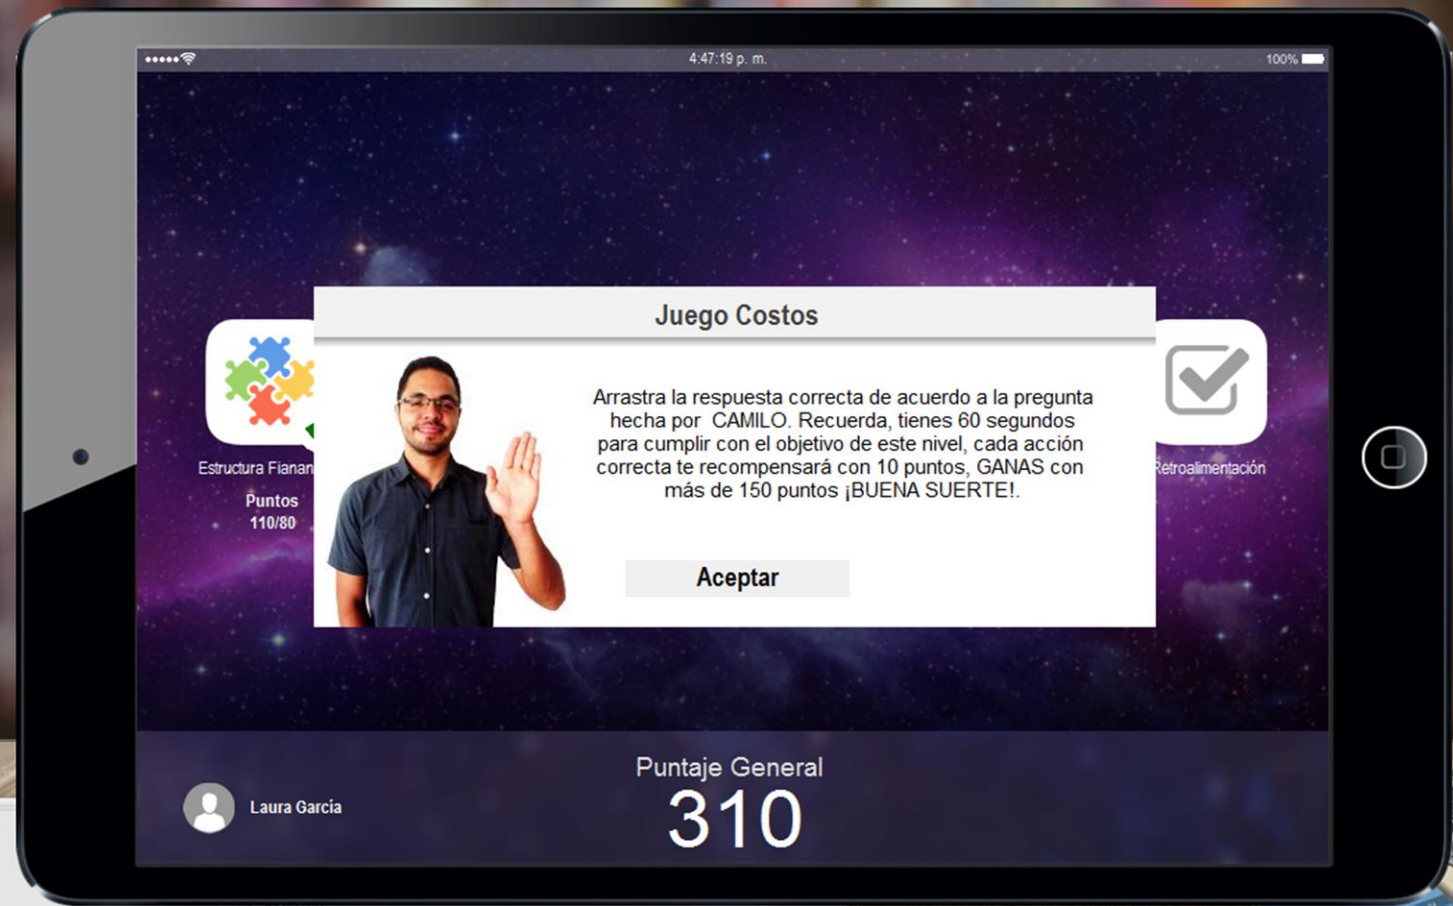 4:47:19 p. m.
100%
Juego Costos
Arrastra la respuesta correcta de acuerdo a la pregunta
hecha por CAMILO. Recuerda, tienes 60 segundos
para cumplir con el objetivo de este nivel, cada acción
correcta te recompensará con 10 puntos, GANAS con
más de 150 puntos ¡BUENA SUERTE!.
Aceptar
Estructura Fianan
Puntos
110/80
Retroalimentación
Puntaje General
310
Laura García